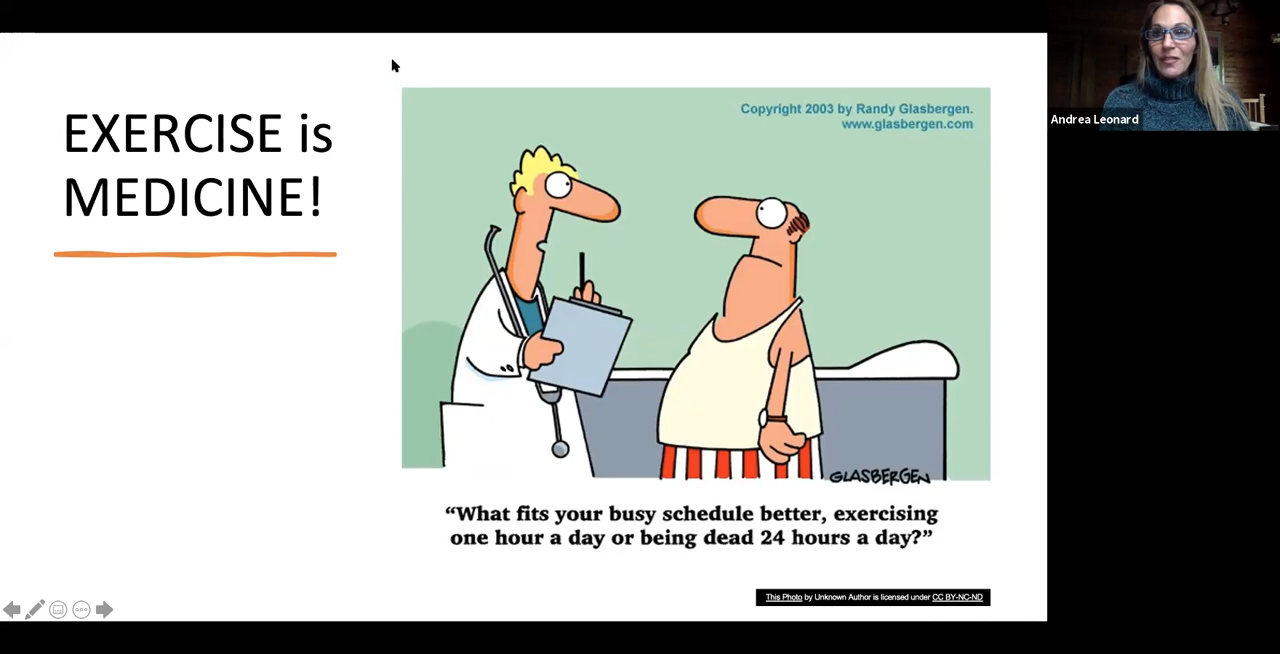 EXERCISE is
MEDICINE!
Copyright 2003 by Randy Glasbergen.
www.glasbergen.com
GLASBERGEN
“What fits your busy schedule better, exercising
one hour a day or being dead 24 hours a day?”
This Photo by Unknown Author is licensed under CC BY-NC-ND
Andrea Leonard